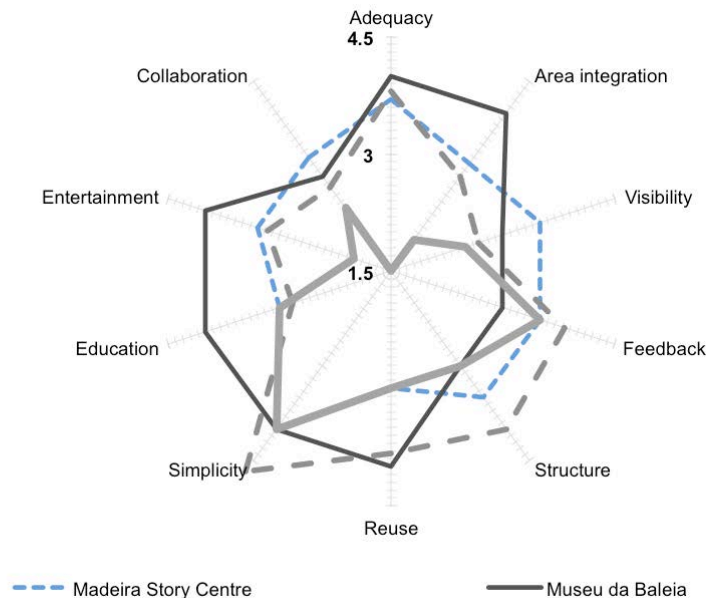 Adequacy
4.5
Collaboration
Area integration
3
Entertainment
Visibility
1.5
Education
Feedback
Simplicity
Structure
Reuse
Madeira Story Centre
Museu da Baleia